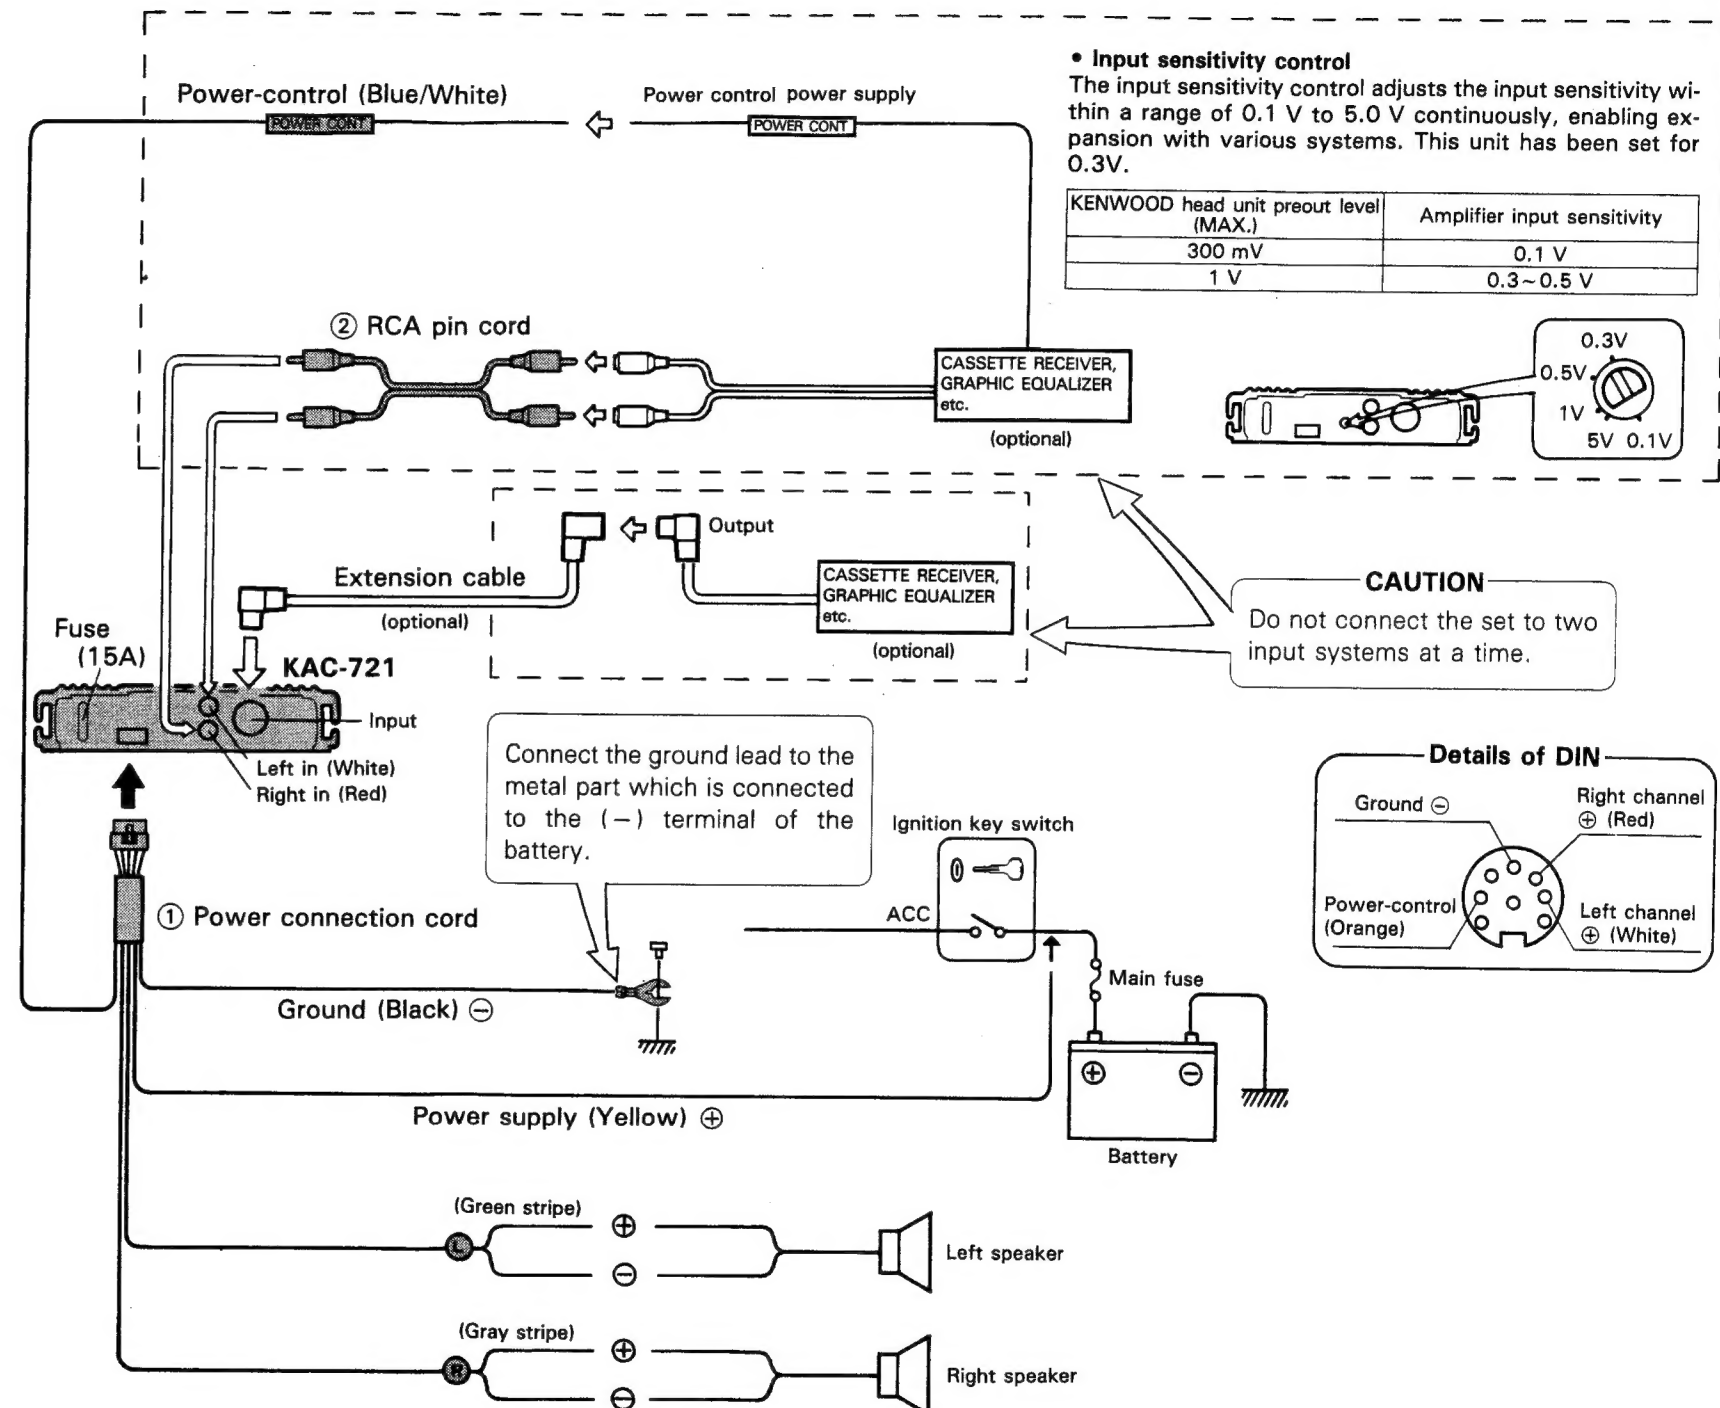 Power-control (Blue/White)
POWER CONT
Power control power supply
POWER CONT
• Input sensitivity control
The input sensitivity control adjusts the input sensitivity wi-
thin a range of 0.1 V to 5.0 V continuously, enabling ex-
pansion with various systems. This unit has been set for
0.3V.
KENWOOD head unit preout level
(MAX.)
Amplifier input sensitivity
300 mV
0.1 V
1 V
0.3~0.5 V
② RCA pin cord
CASSETTE RECEIVER,
GRAPHIC EQUALIZER
etc.
(optional)
0.3V
0.5V
1V
5V 0.1V
Output
Extension cable
(optional)
CASSETTE RECEIVER,
GRAPHIC EQUALIZER
etc.
(optional)
CAUTION
Do not connect the set to two
input systems at a time.
Fuse
(15A)
KAC-721
Input
Left in (White)
Right in (Red)
Connect the ground lead to the
metal part which is connected
to the (−) terminal of the
battery.
Details of DIN
Ground ⊖
Right channel
⊕ (Red)
Power-control
(Orange)
Left channel
⊕ (White)
Ignition key switch
ACC
① Power connection cord
Main fuse
Ground (Black) ⊖
⊕ ⊖
Power supply (Yellow) ⊕
Battery
(Green stripe)
⊕
L
⊖
Left speaker
(Gray stripe)
⊕
R
⊖
Right speaker